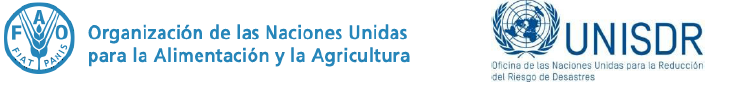 FAO
FIAT PANIS
Organización de las Naciones Unidas
para la Alimentación y la Agricultura
UNISDR
Oficina de las Naciones Unidas para la Reducción
del Riesgo de Desastres